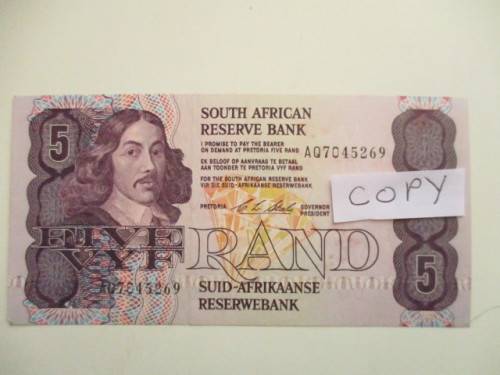 SOUTH AFRICAN
RESERVE BANK
5
I PROMISE TO PAY THE BEARER
ON DEMAND AT PRETORIA FIVE RAND
AQ7045269
EK BELOOF OP AANVRAAG TE BETAAL
AAN TOONDER TE PRETORIA VYF RAND
FOR THE SOUTH AFRICAN RESERVE BANK
VIR DIE SUID-AFRIKAANSE RESERWEBANK
COPY
PRETORIA
GOVERNOR
PRESIDENT
FIVE
VYF
RAND
5
AQ7045269
SUID-AFRIKAANSE
RESERWEBANK